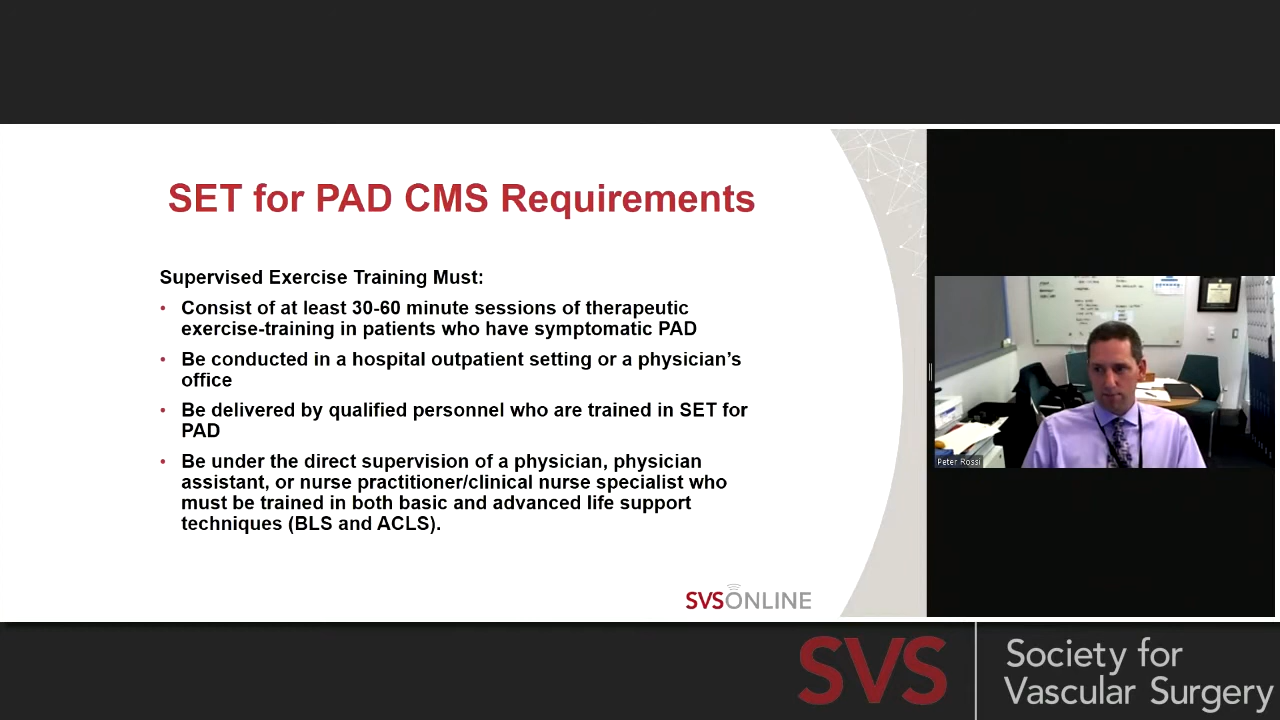 SET for PAD CMS Requirements
Supervised Exercise Training Must:
• Consist of at least 30-60 minute sessions of therapeutic
exercise-training in patients who have symptomatic PAD
• Be conducted in a hospital outpatient setting or a physician’s
office
• Be delivered by qualified personnel who are trained in SET for
PAD
• Be under the direct supervision of a physician, physician
assistant, or nurse practitioner/clinical nurse specialist who
must be trained in both basic and advanced life support
techniques (BLS and ACLS).
SVSONLINE
Peter Rossi
SVS
Society for
Vascular Surgery